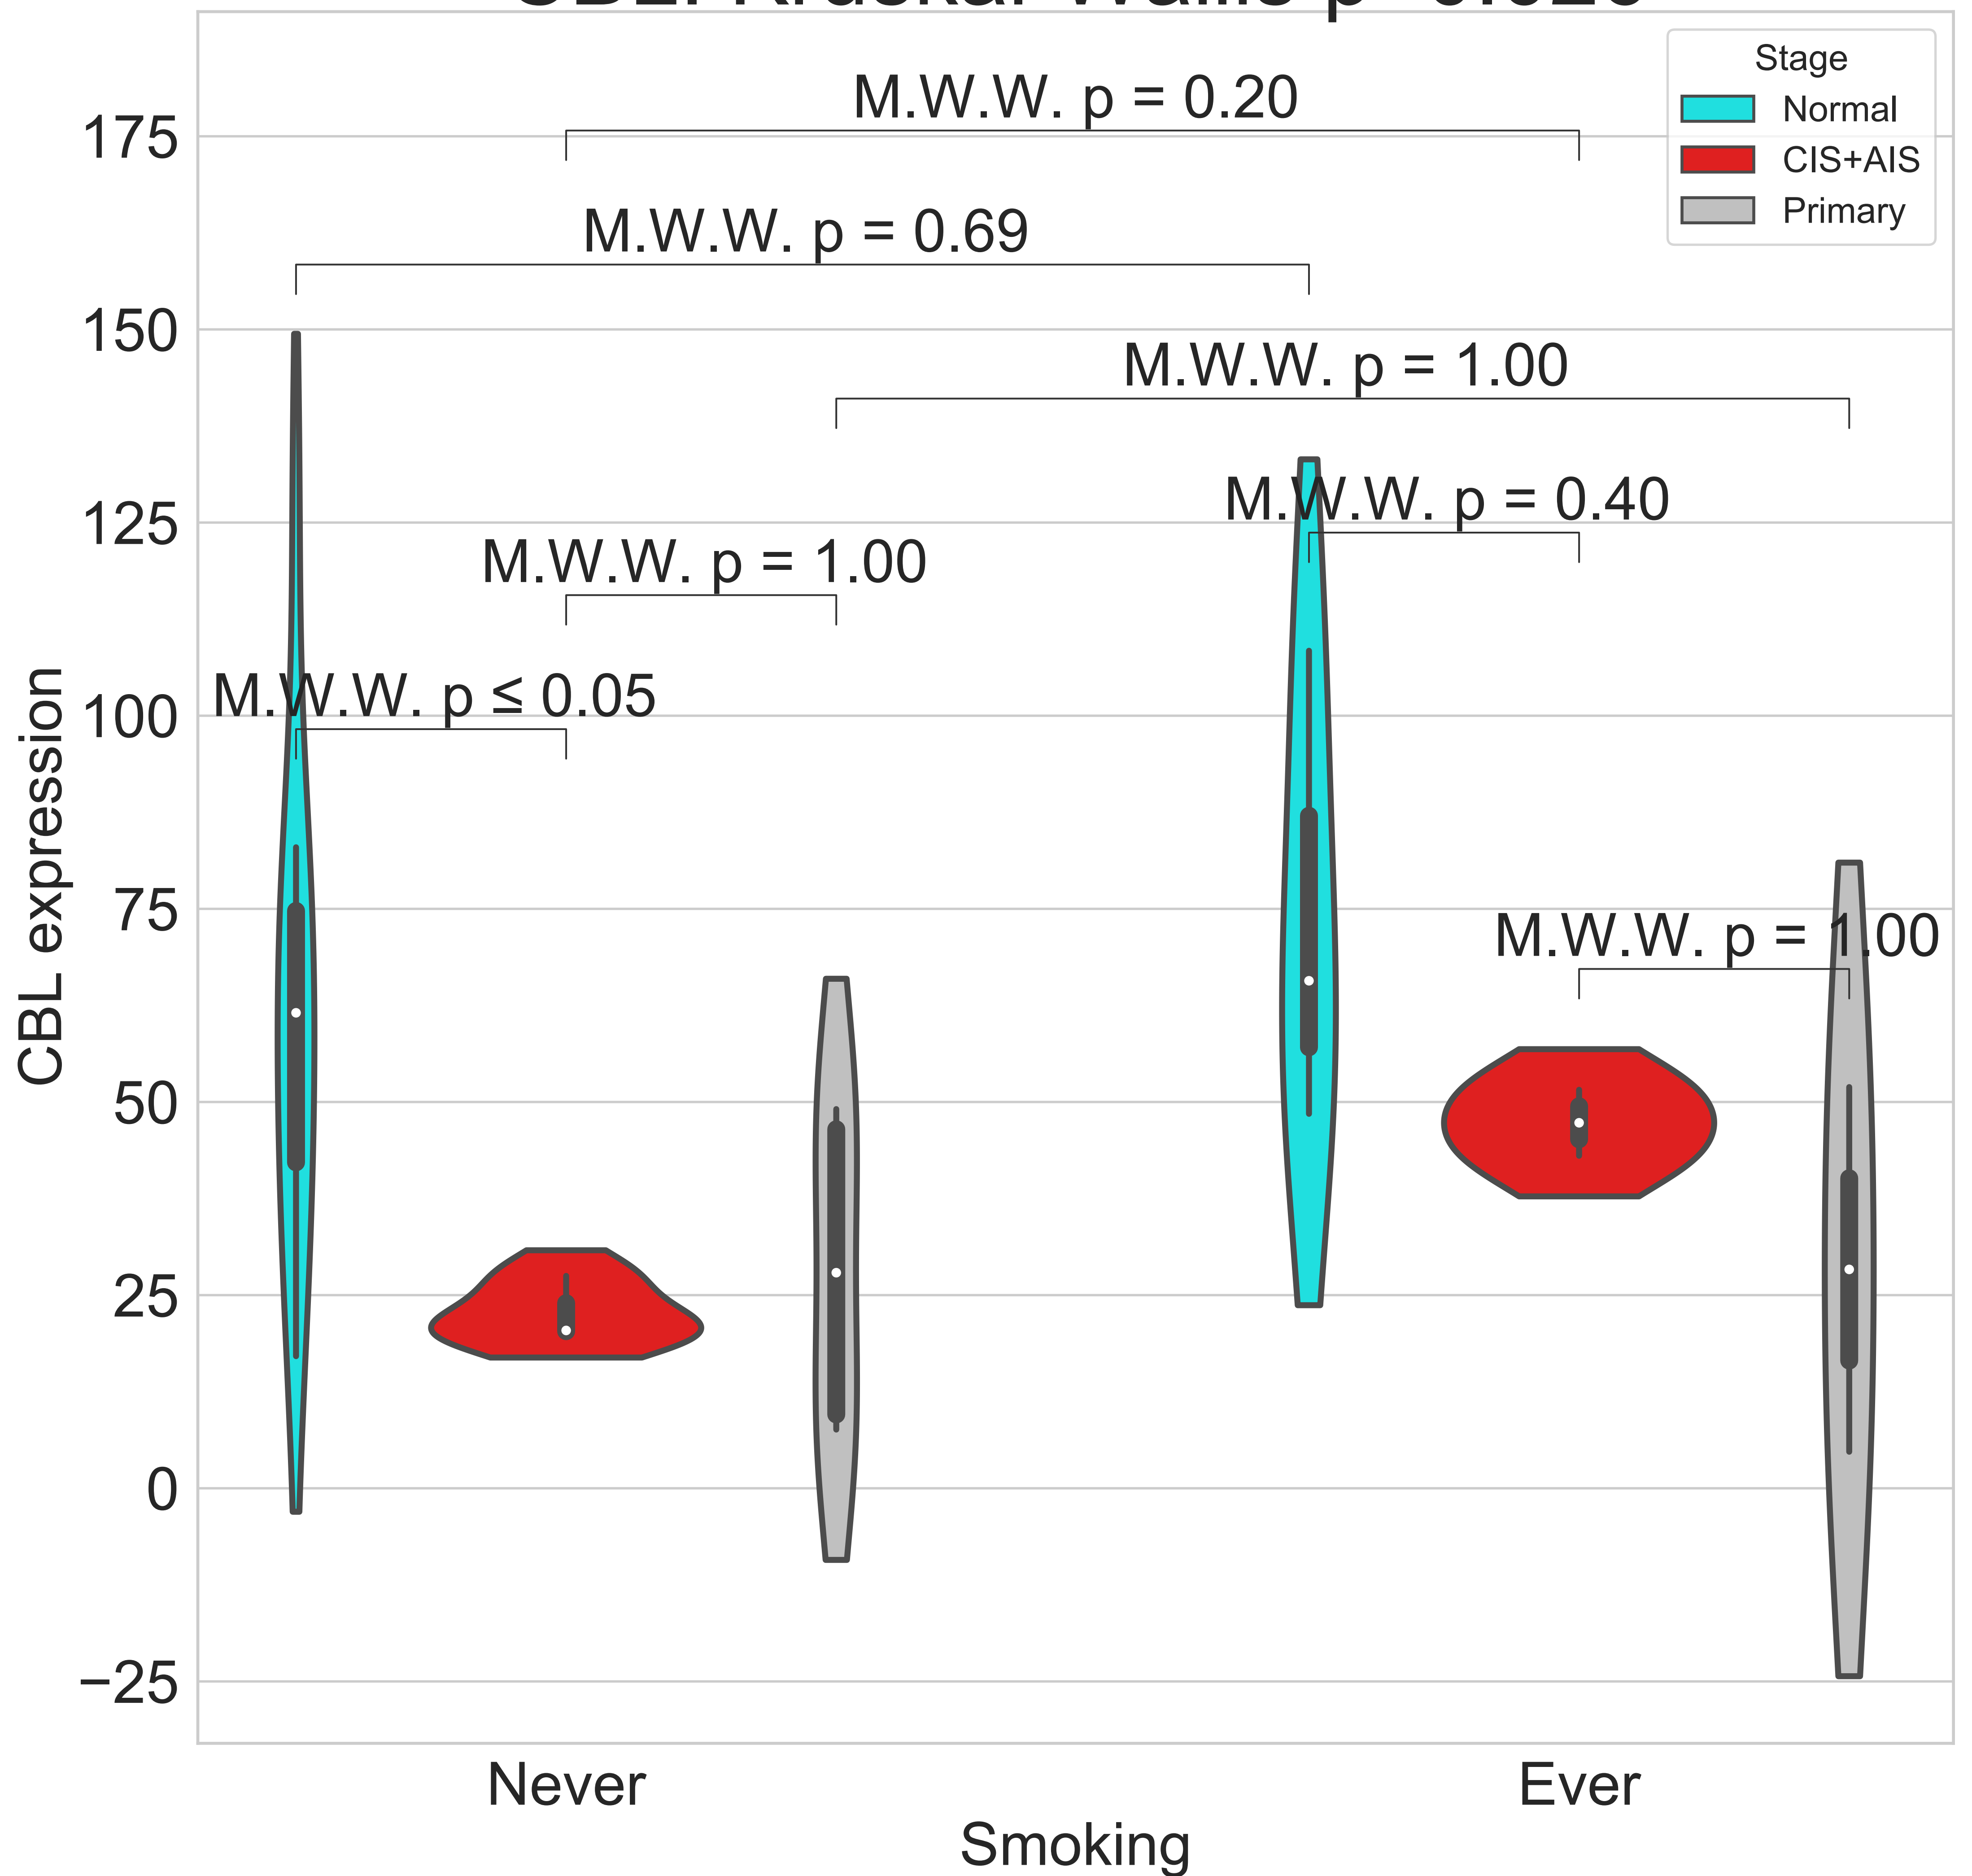 Stage
Normal
CIS+AIS
Primary
M.W.W. p = 0.20
M.W.W. p = 0.69
M.W.W. p = 1.00
M.W.W. p = 0.40
M.W.W. p = 1.00
M.W.W. p ≤ 0.05
M.W.W. p = 1.00
175
150
125
100
75
50
25
0
−25
CBL expression
Never
Ever
Smoking